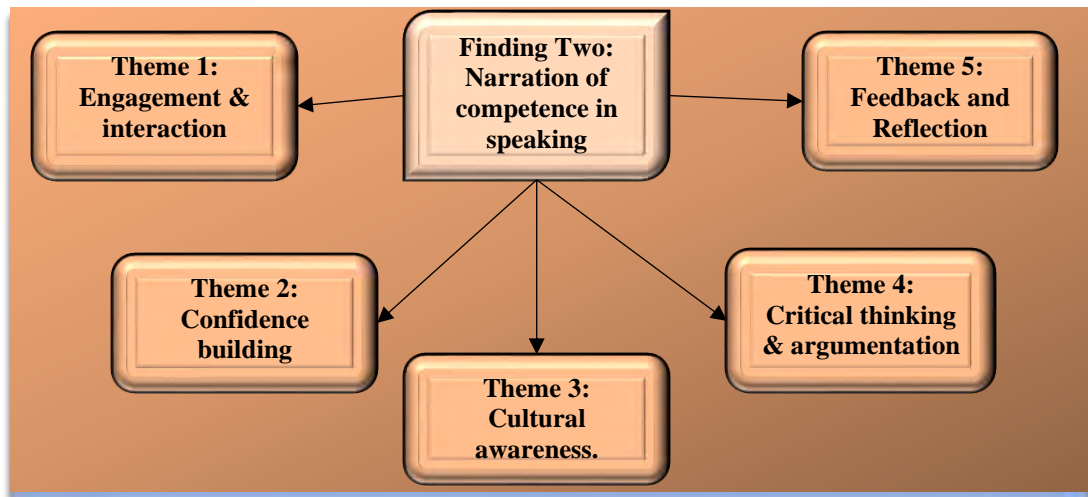 Finding Two:
Narration of
competence in
speaking
Theme 1:
Engagement &
interaction
Theme 2:
Confidence
building
Theme 3:
Cultural
awareness.
Theme 4:
Critical thinking
& argumentation
Theme 5:
Feedback and
Reflection